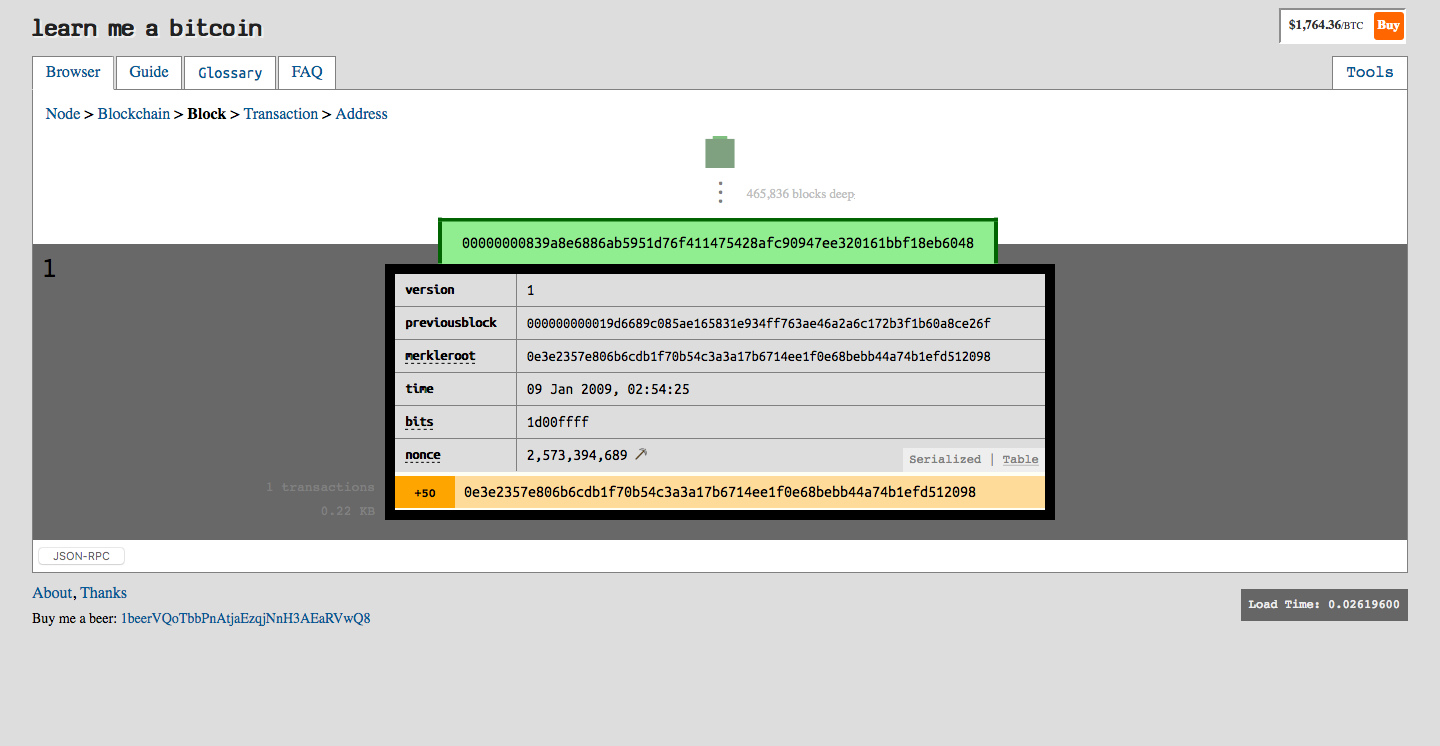 learn me a bitcoin
$1,764.36/BTC Buy
Browser Guide Glossary FAQ Tools
Node > Blockchain > Block > Transaction > Address
465,836 blocks deep
00000000839a8e6886ab5951d76f411475428afc90947ee320161bbf18eb6048
1
version 1
previousblock 000000000019d6689c085ae165831e934ff763ae46a2a6c172b3f1b60a8ce26f
merkleroot 0e3e2357e806b6cdb1f70b54c3a3a17b6714ee1f0e68bebb44a74b1efd512098
time 09 Jan 2009, 02:54:25
bits 1d00ffff
nonce 2,573,394,689
Serialized | Table
1 transactions
+50 0e3e2357e806b6cdb1f70b54c3a3a17b6714ee1f0e68bebb44a74b1efd512098
0.22 KB
JSON-RPC
About, Thanks
Load Time: 0.02619600
Buy me a beer: 1beerVQoTbbPnAtjaEzqjNnH3AEaRVwQ8